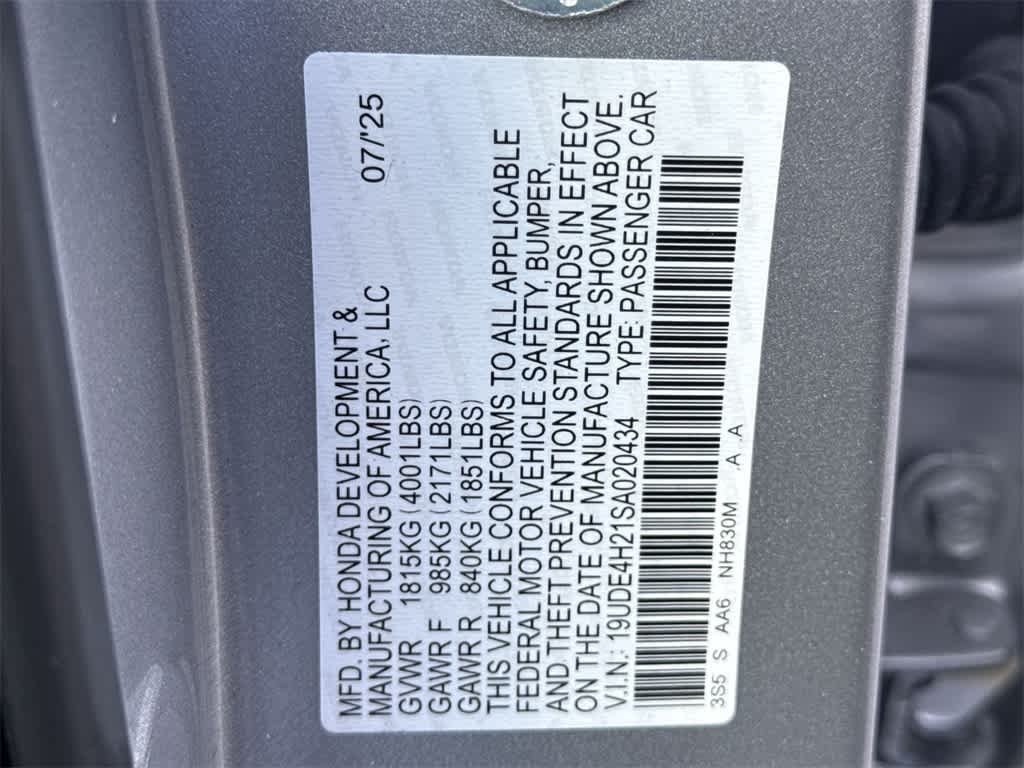 MFD. BY HONDA DEVELOPMENT & 07/'25
MANUFACTURING OF AMERICA, LLC
GVWR 1815KG (4001LBS)
GAWR F 985KG (2171LBS)
GAWR R 840KG (1851LBS)
THIS VEHICLE CONFORMS TO ALL APPLICABLE
FEDERAL MOTOR VEHICLE SAFETY, BUMPER,
AND THEFT PREVENTION STANDARDS IN EFFECT
ON THE DATE OF MANUFACTURE SHOWN ABOVE.
V.I.N.: 19UDE4H21SA020434 TYPE: PASSENGER CAR
3S5 S AA6 NH830M A A